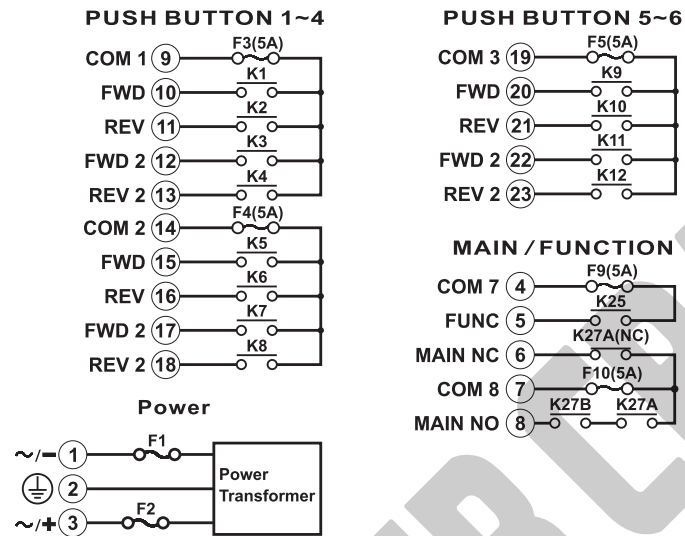 PUSH BUTTON 1~4
F3(5A)
COM 1 9
K1
FWD 10
K2
REV 11
K3
FWD 2 12
K4
REV 2 13
F4(5A)
COM 2 14
K5
FWD 15
K6
REV 16
K7
FWD 2 17
K8
REV 2 18
Power
F1
~/- 1
2
Power
Transformer
F2
~/+ 3
PUSH BUTTON 5~6
F5(5A)
COM 3 19
K9
FWD 20
K10
REV 21
K11
FWD 2 22
K12
REV 2 23
MAIN / FUNCTION
F9(5A)
COM 7 4
K25
FUNC 5
K27A(NC)
MAIN NC 6
F10(5A)
COM 8 7
K27B K27A
MAIN NO 8